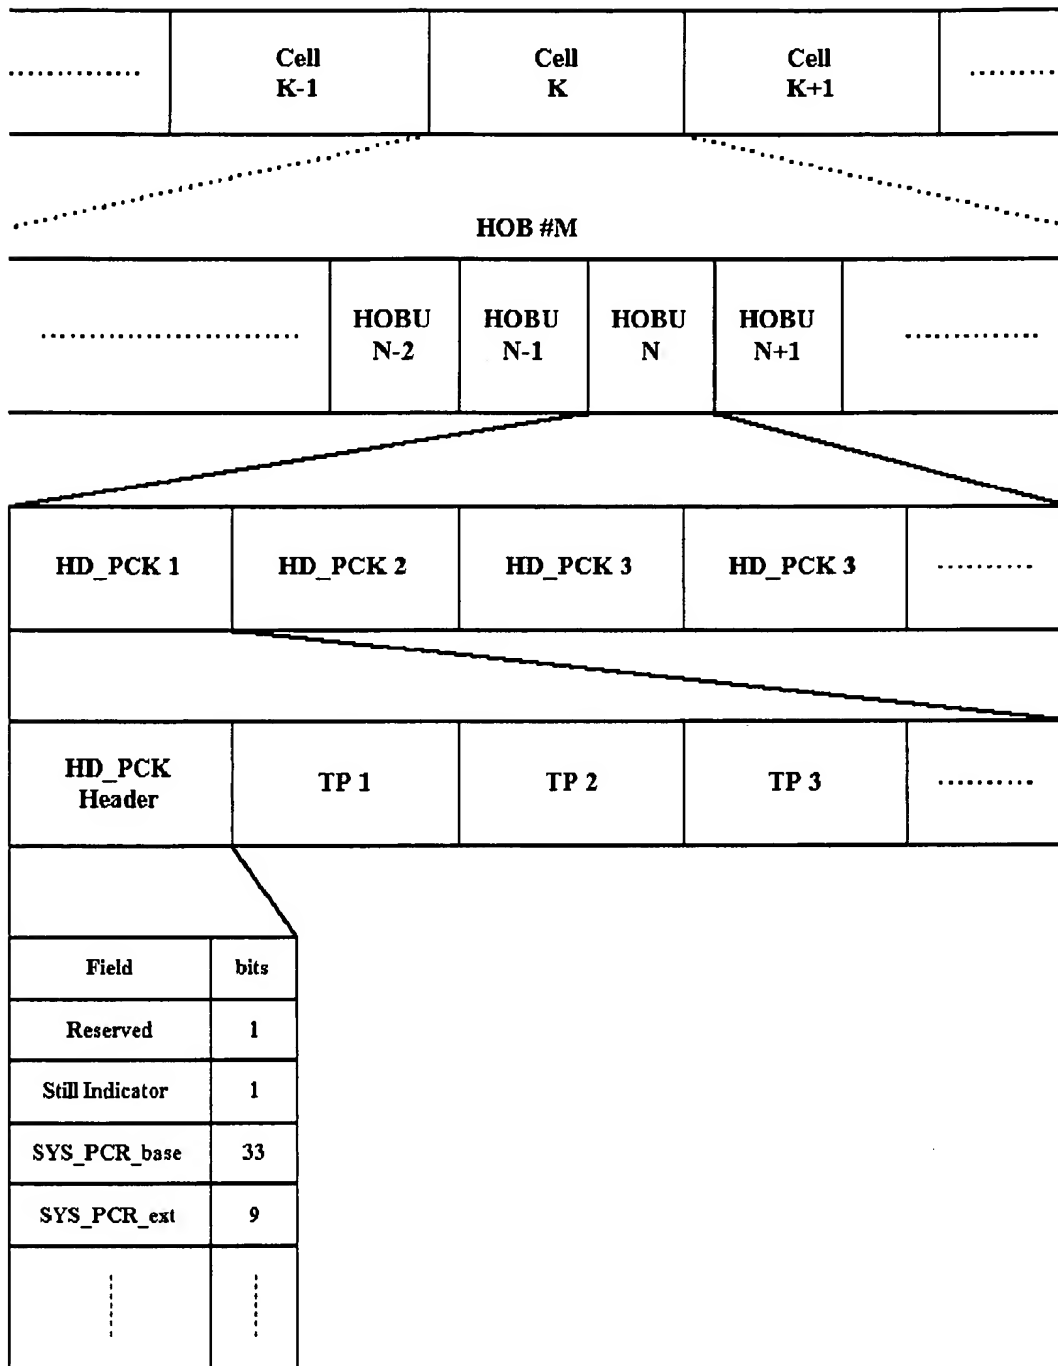 Cell Cell Cell
K-1 K K+1
HOB #M
HOBU HOBU HOBU HOBU
N-2 N-1 N N+1
HD_PCK 1 HD_PCK 2 HD_PCK 3 HD_PCK 3
HD_PCK
Header TP 1 TP 2 TP 3
Field bits
Reserved 1
Still Indicator 1
SYS_PCR_base 33
SYS_PCR_ext 9